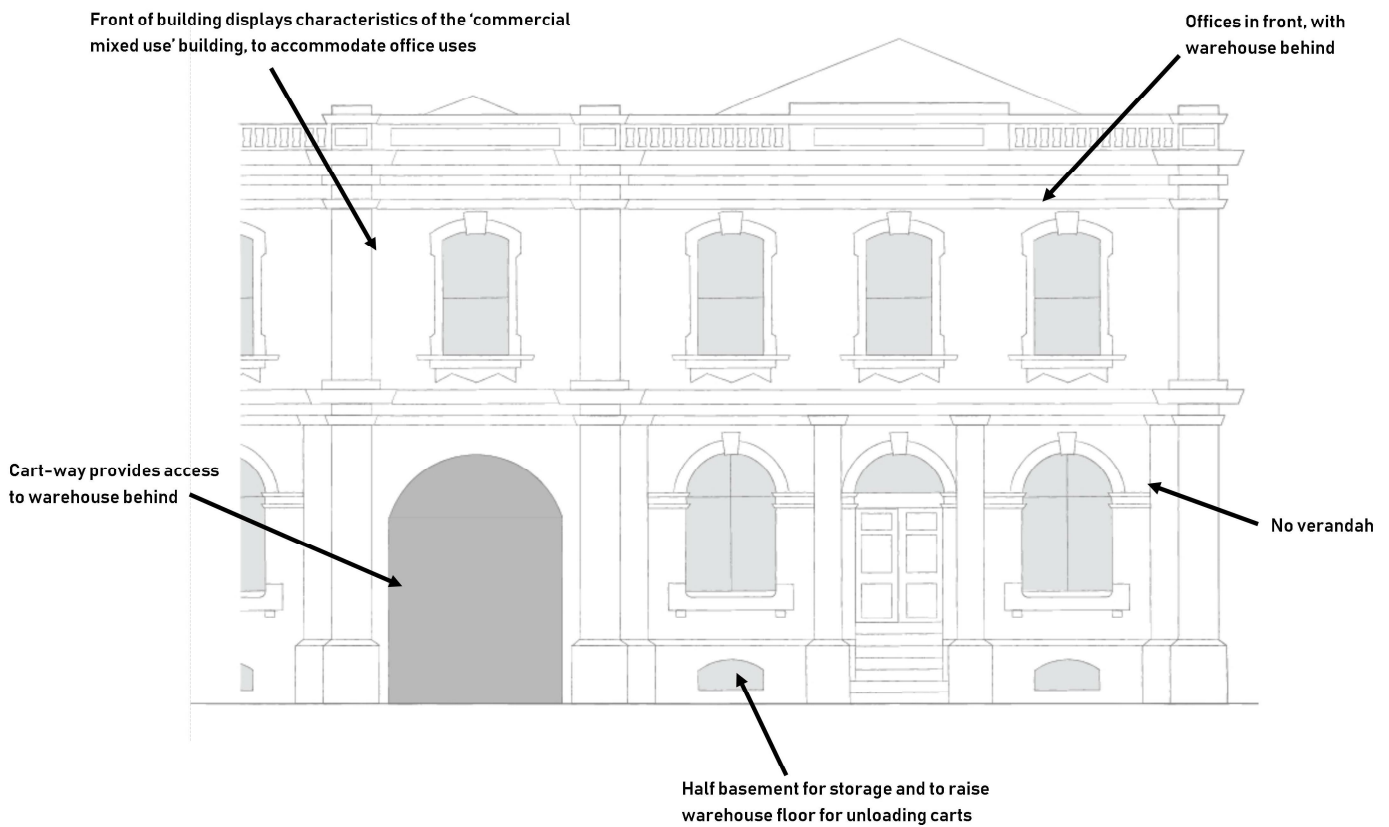 Front of building displays characteristics of the ‘commercial
mixed use’ building, to accommodate office uses
Offices in front, with
warehouse behind
Cart-way provides access
to warehouse behind
No verandah
Half basement for storage and to raise
warehouse floor for unloading carts